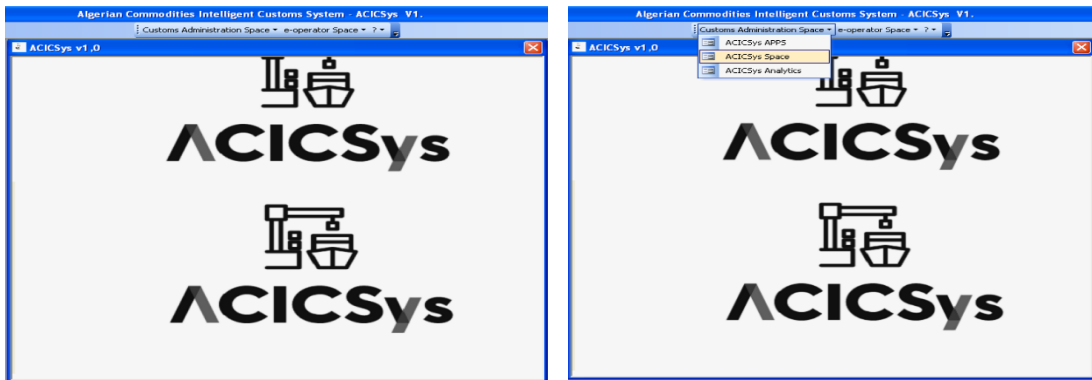 Algerian Commodities Intelligent Customs System - ACICSys V1.
Customs Administration Space e-operator Space ?
ACICSys v1,0
ACICSys
ACICSys
Algerian Commodities Intelligent Customs System - ACICSys V1.
Customs Administration Space e-operator Space ?
ACICSys v1,0
ACICSys APPS
ACICSys Space
ACICSys Analytics
ACICSys
ACICSys